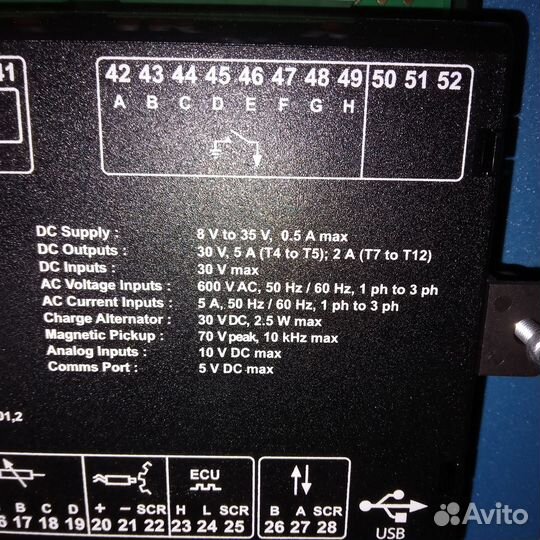 41 42 43 44 45 46 47 48 49 50 51 52
A B C D E F G H
DC Supply : 8 V to 35 V, 0.5 A max
DC Outputs : 30 V, 5 A (T4 to T5); 2 A (T7 to T12)
DC Inputs : 30 V max
AC Voltage Inputs : 600 V AC, 50 Hz / 60 Hz, 1 ph to 3 ph
AC Current Inputs : 5 A, 50 Hz / 60 Hz, 1 ph to 3 ph
Charge Alternator : 30 V DC, 2.5 W max
Magnetic Pickup : 70 Vpeak, 10 kHz max
Analog Inputs : 10 V DC max
Comms Port : 5 V DC max
01,2
ECU
B C D + − SCR H L SCR B A SCR
6 17 18 19 20 21 22 23 24 25 26 27 28
USB
Avito